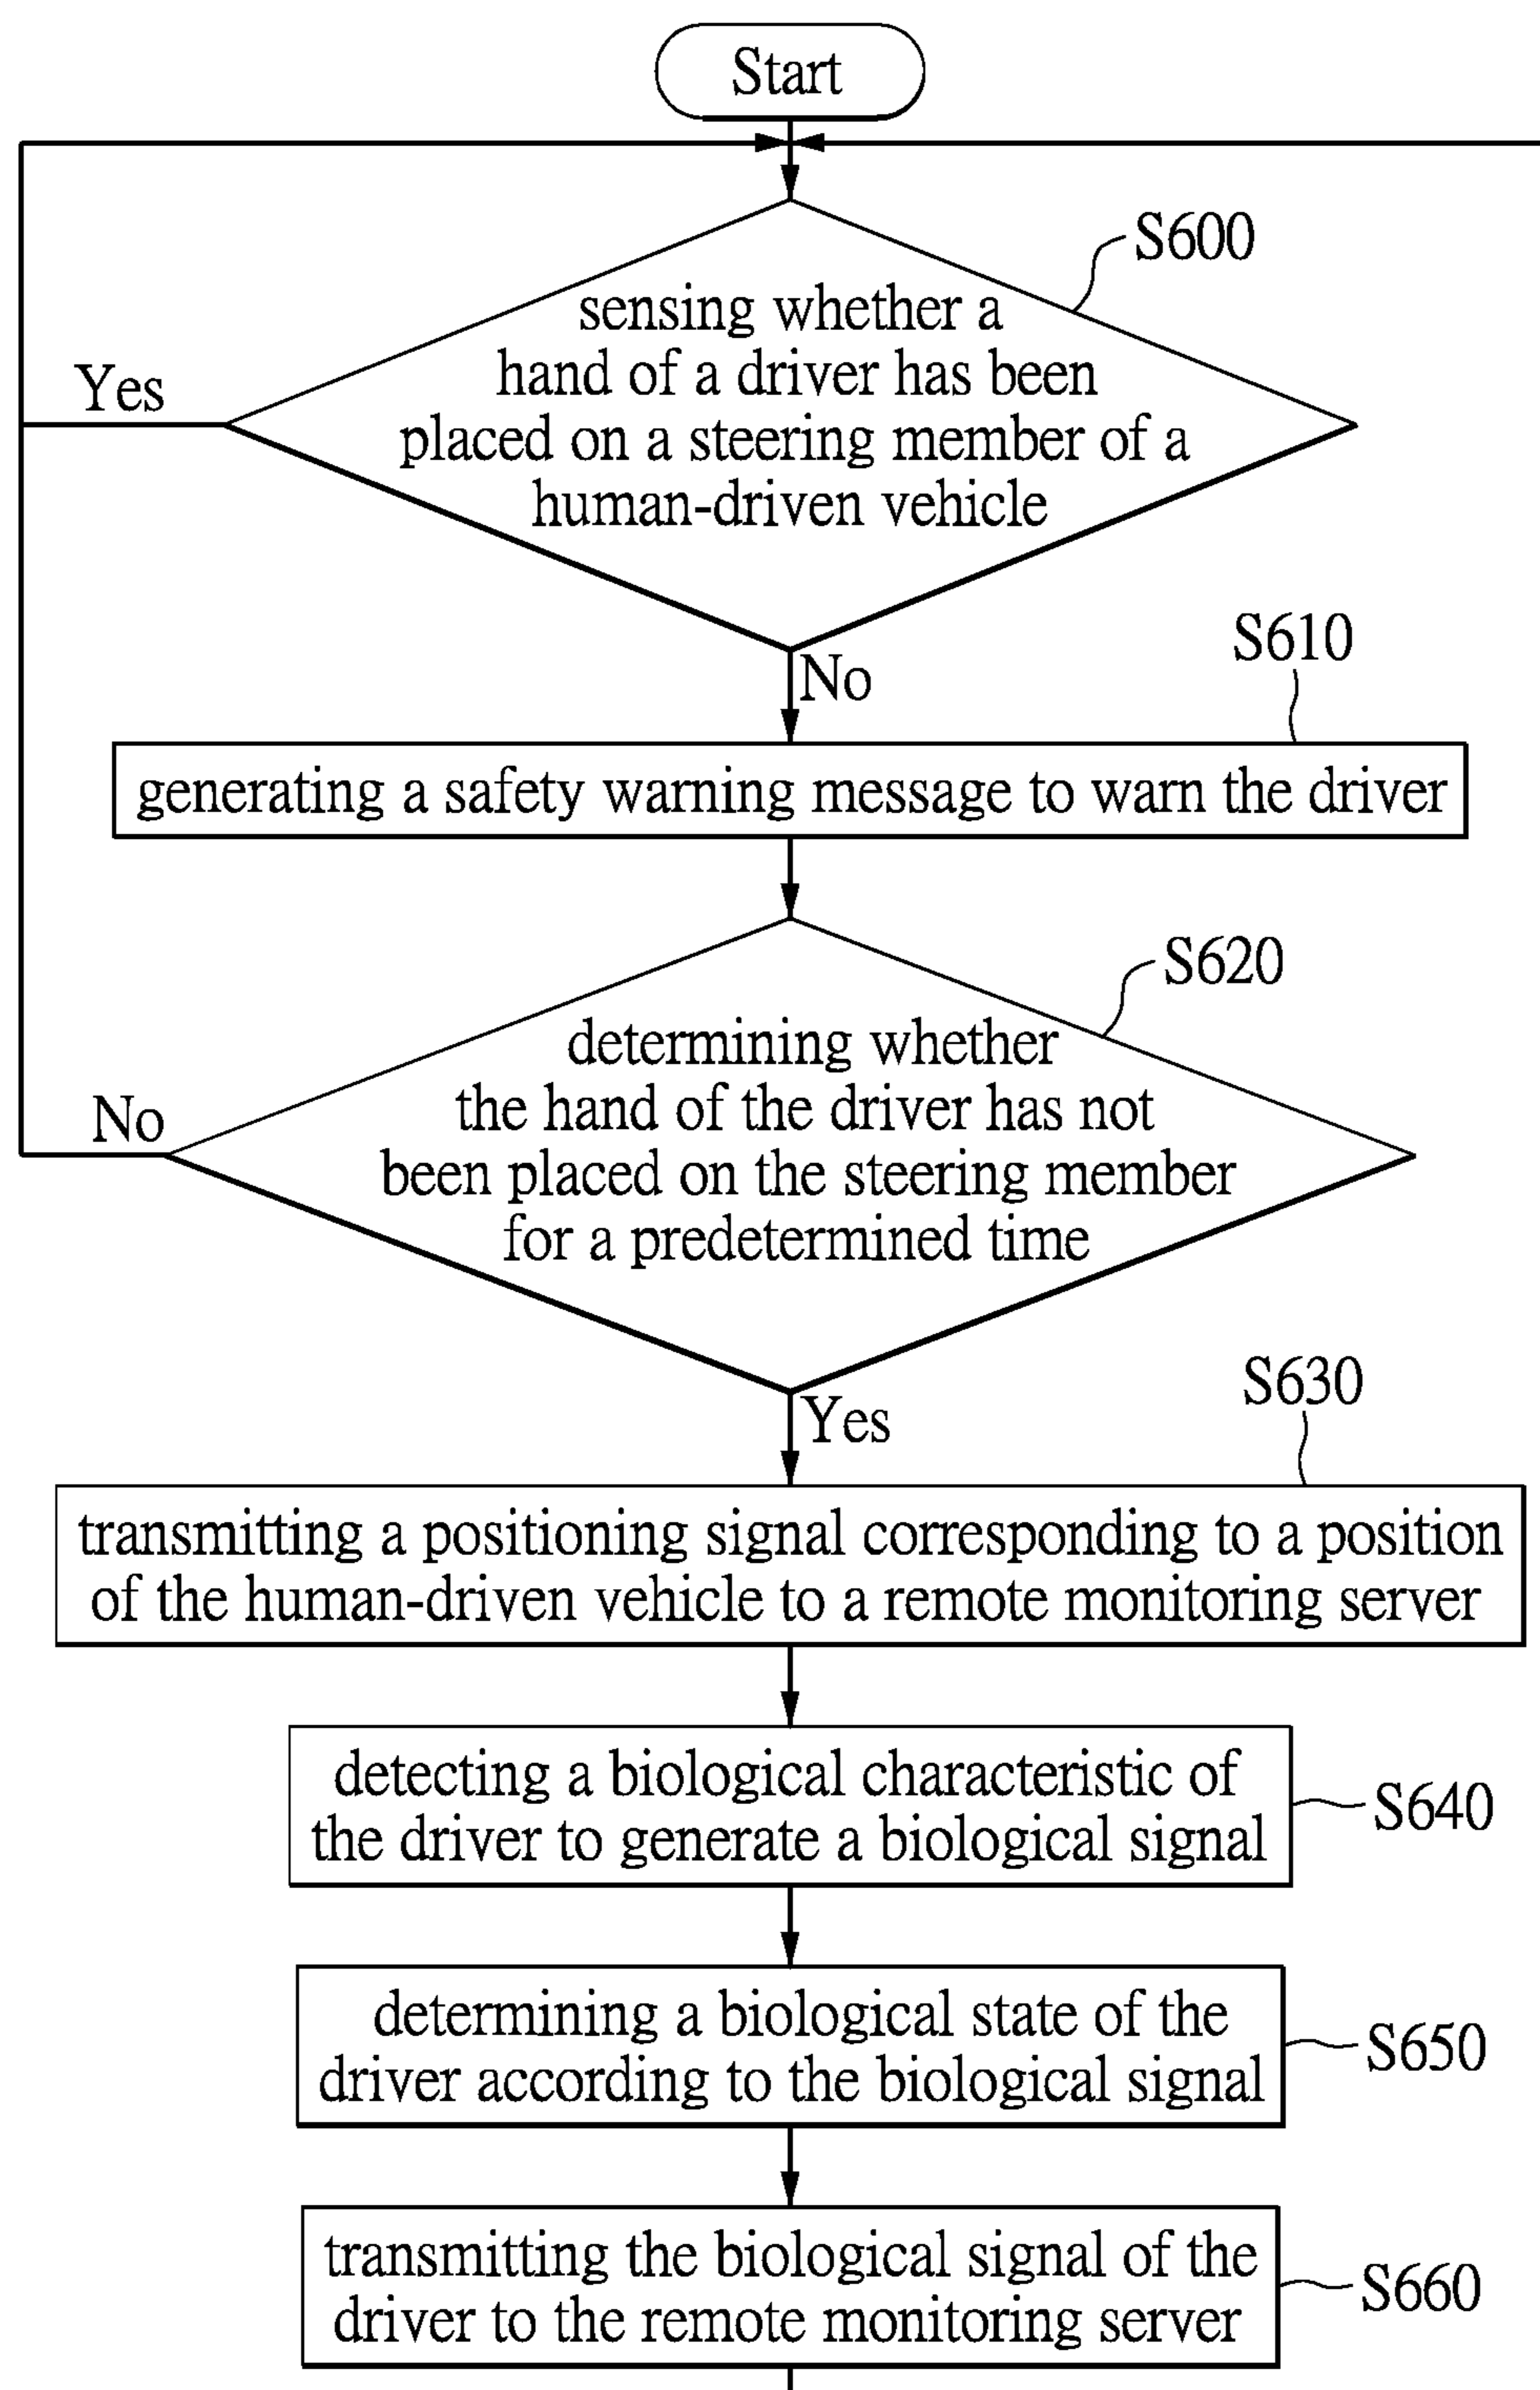 Start
S600
sensing whether a
hand of a driver has been
placed on a steering member of a
human-driven vehicle
Yes
No
S610
generating a safety warning message to warn the driver
S620
determining whether
the hand of the driver has not
been placed on the steering member
for a predetermined time
No
Yes
S630
transmitting a positioning signal corresponding to a position
of the human-driven vehicle to a remote monitoring server
detecting a biological characteristic of
the driver to generate a biological signal
S640
determining a biological state of the
driver according to the biological signal
S650
transmitting the biological signal of the
driver to the remote monitoring server
S660